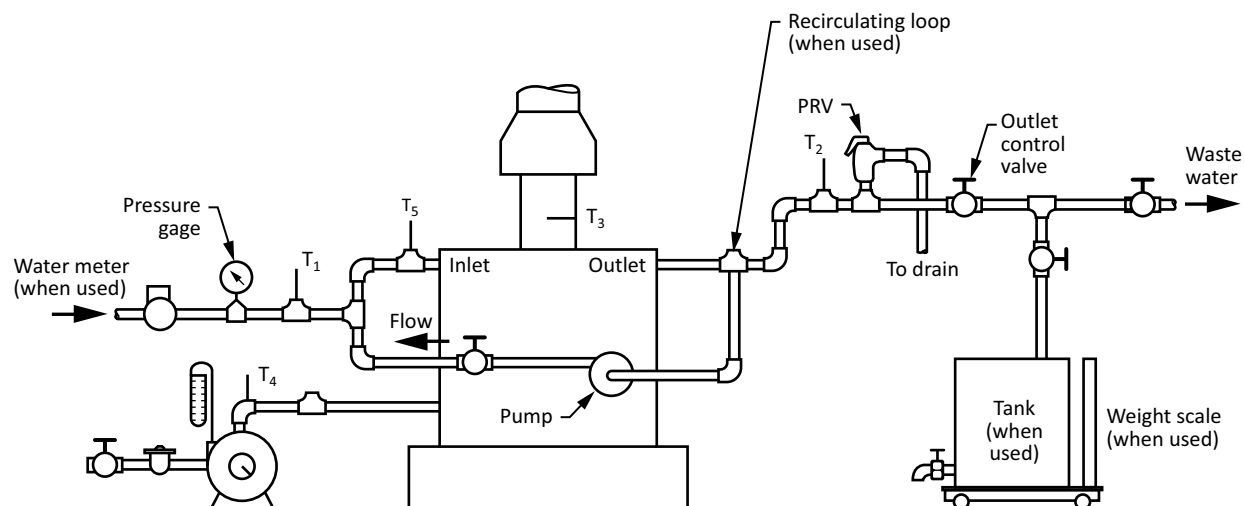 Recirculating loop
(when used)
PRV
T2
Outlet
control
valve
Waste
water
T3
Pressure
gage
T5
Water meter
(when used)
T1
Inlet
Outlet
To drain
Flow
T4
Pump
Tank
(when
used)
Weight scale
(when used)